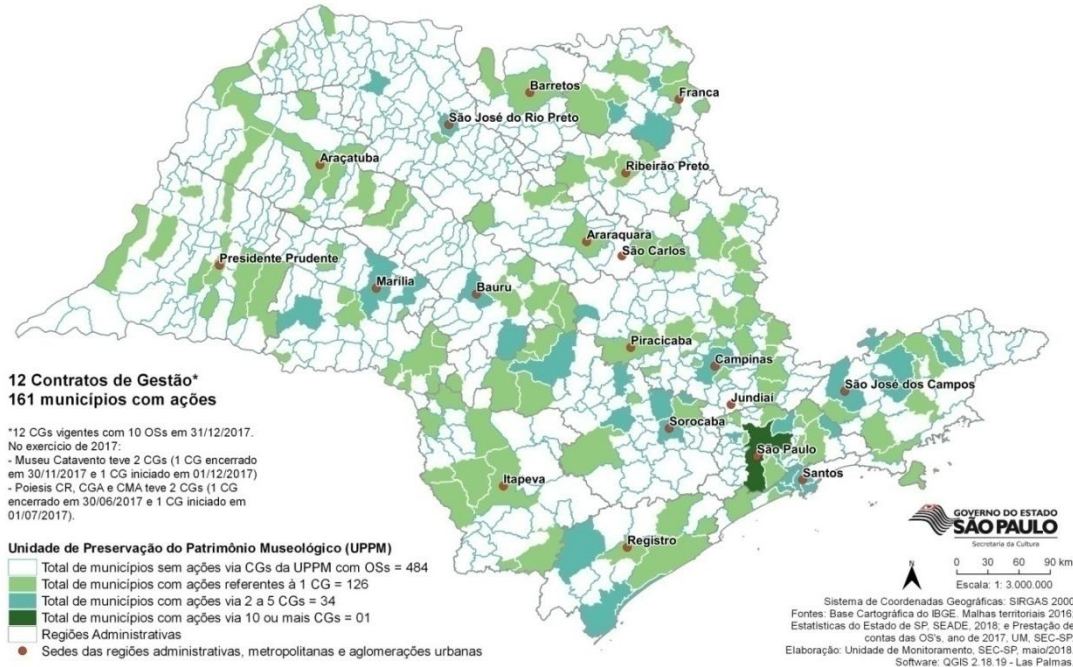 Barretos
Franca
São José do Rio Preto
Araçatuba
Ribeirão Preto
Araraquara
São Carlos
Presidente Prudente
Marília
Bauru
Piracicaba
Campinas
São José dos Campos
Jundiaí
Sorocaba
São Paulo
Santos
Itapeva
Registro
12 Contratos de Gestão*
161 municípios com ações
*12 CGs vigentes com 10 OSs em 31/12/2017.
No exercício de 2017:
- Museu Catavento teve 2 CGs (1 CG encerrado
em 30/11/2017 e 1 CG iniciado em 01/12/2017)
- Poiesis CR, CGA e CMA teve 2 CGs (1 CG
encerrado em 30/06/2017 e 1 CG iniciado em
01/07/2017).
Unidade de Preservação do Patrimônio Museológico (UPPM)
Total de municípios sem ações via CGs da UPPM com OSs = 484
Total de municípios com ações referentes à 1 CG = 126
Total de municípios com ações via 2 a 5 CGs = 34
Total de municípios com ações via 10 ou mais CGs = 01
Regiões Administrativas
Sedes das regiões administrativas, metropolitanas e aglomerações urbanas
GOVERNO DO ESTADO
SÃO PAULO
Secretaria da Cultura
N
0 30 60 90 km
Escala: 1: 3.000.000
Sistema de Coordenadas Geográficas: SIRGAS 2000
Fontes: Base Cartográfica do IBGE. Malhas territoriais 2016;
Estatísticas do Estado de SP, SEADE, 2018; e Prestação de
contas das OS's, ano de 2017, UM, SEC-SP.
Elaboração: Unidade de Monitoramento, SEC-SP, maio/2018.
Software: QGIS 2.18.19 - Las Palmas.